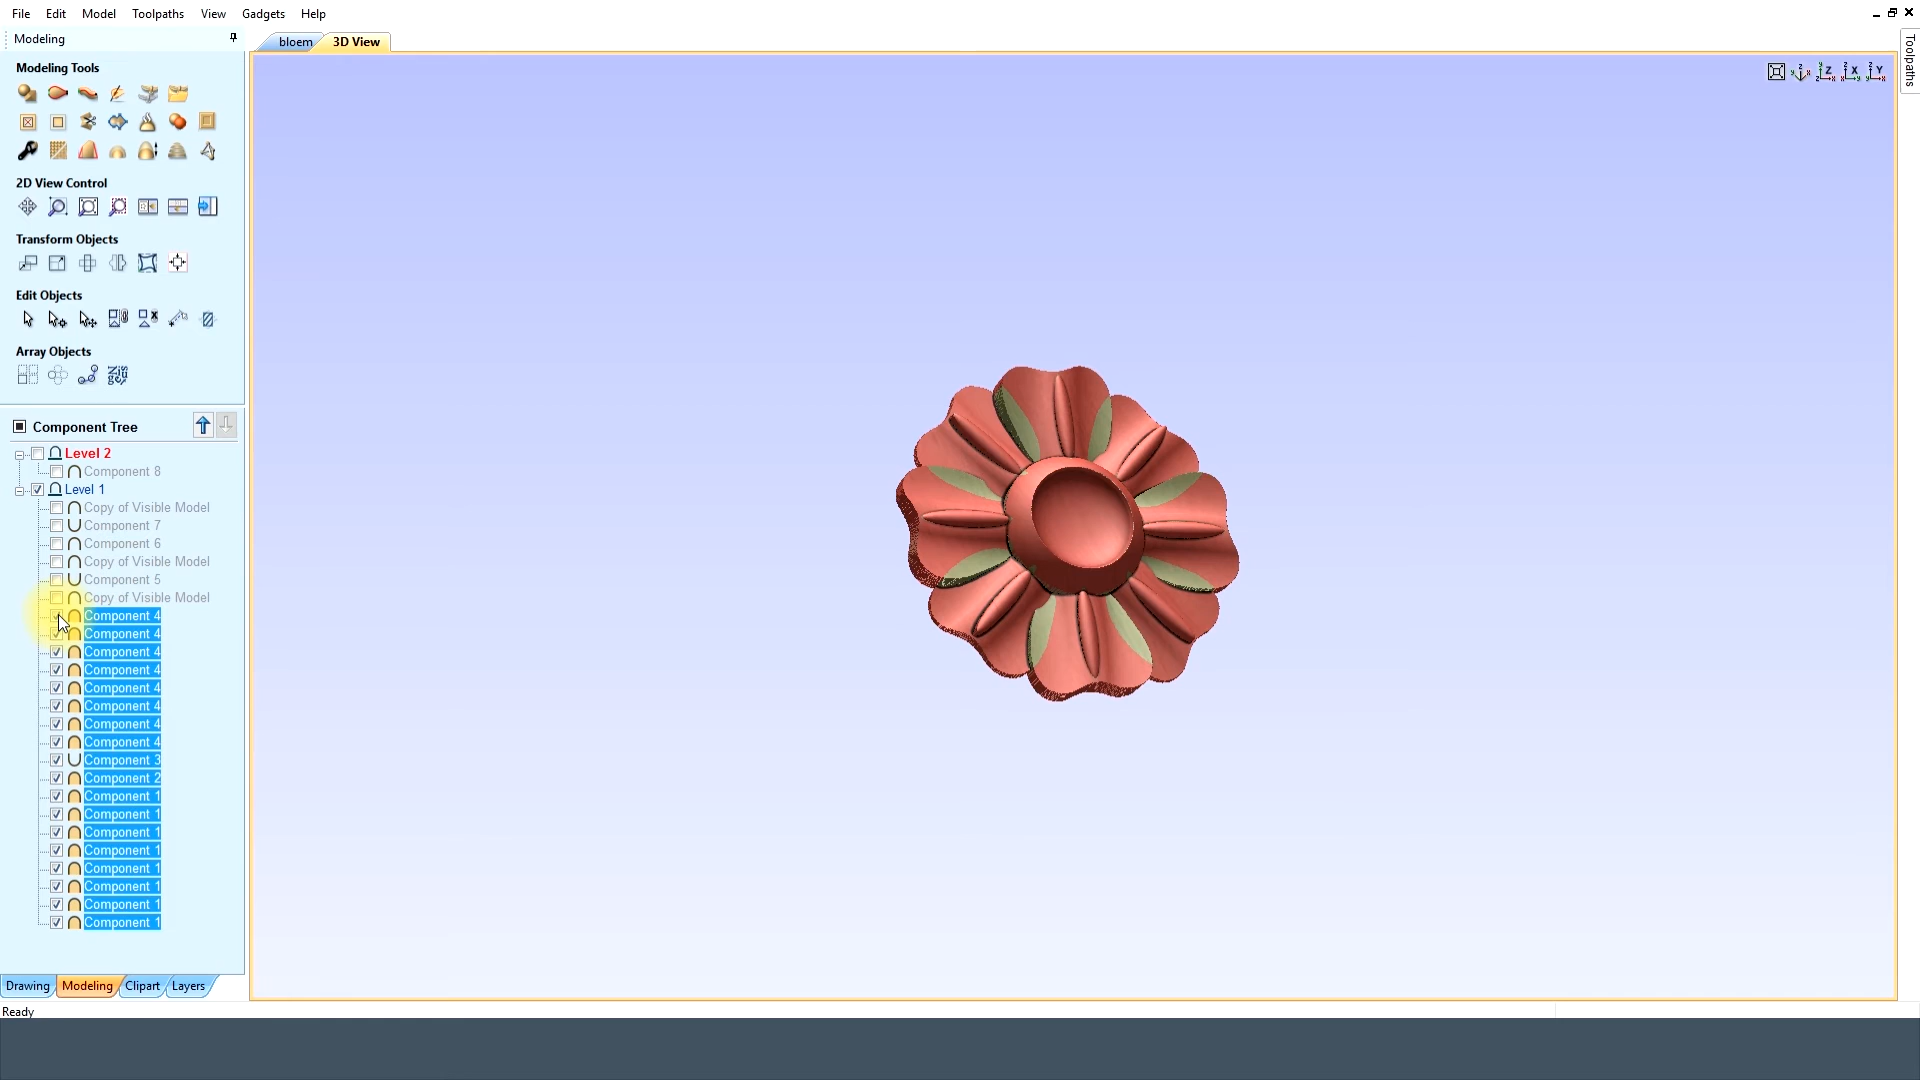 File Edit Model Toolpaths View Gadgets Help
Modeling
bloem 3D View
Toolpaths
Modeling Tools
2D View Control
Transform Objects
Edit Objects
Array Objects
Component Tree
Level 2
Component 8
Level 1
Copy of Visible Model
Component 7
Component 6
Copy of Visible Model
Component 5
Copy of Visible Model
Component 4
Component 4
Component 4
Component 4
Component 4
Component 4
Component 4
Component 4
Component 3
Component 2
Component 1
Component 1
Component 1
Component 1
Component 1
Component 1
Component 1
Component 1
Drawing Modeling Clipart Layers
Ready